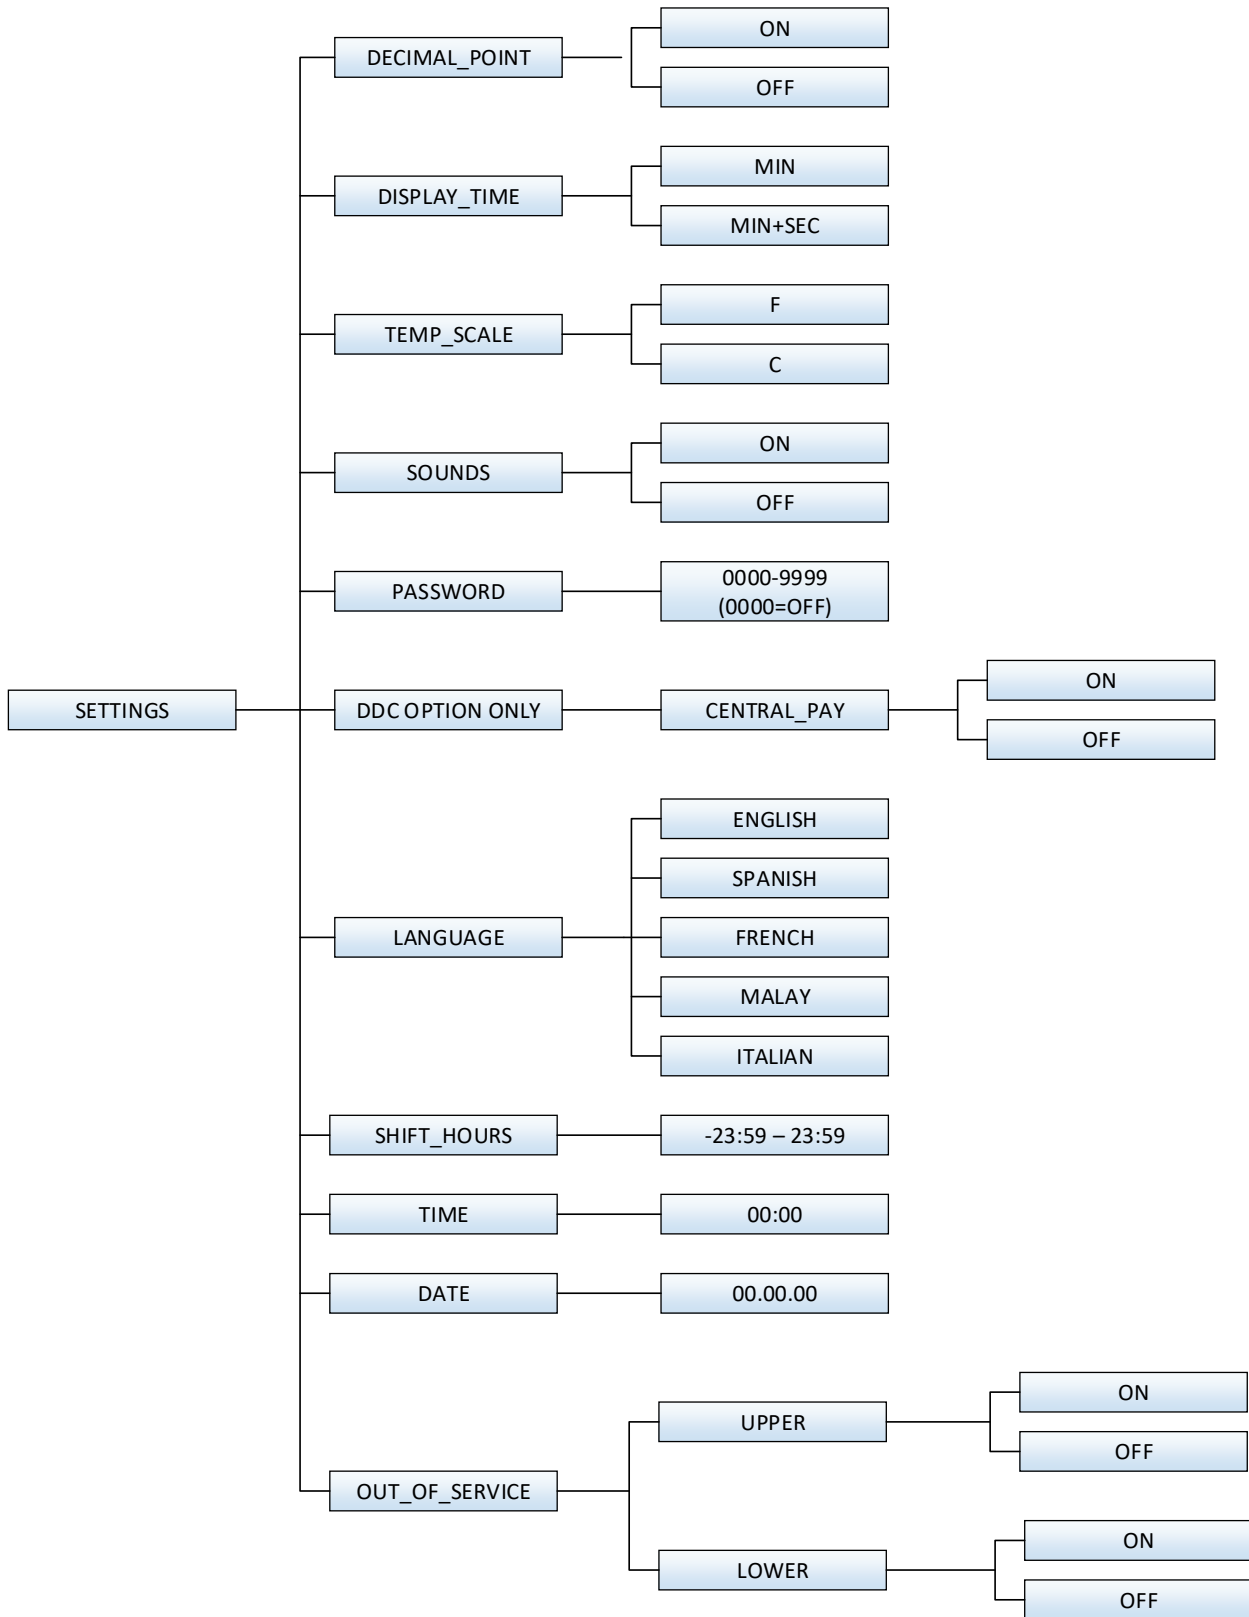 DECIMAL_POINT
ON
OFF
DISPLAY_TIME
MIN
MIN+SEC
TEMP_SCALE
F
C
SOUNDS
ON
OFF
PASSWORD
0000-9999
(0000=OFF)
SETTINGS
DDC OPTION ONLY
CENTRAL_PAY
ON
OFF
LANGUAGE
ENGLISH
SPANISH
FRENCH
MALAY
ITALIAN
SHIFT_HOURS
-23:59 – 23:59
TIME
00:00
DATE
00.00.00
OUT_OF_SERVICE
UPPER
ON
OFF
LOWER
ON
OFF